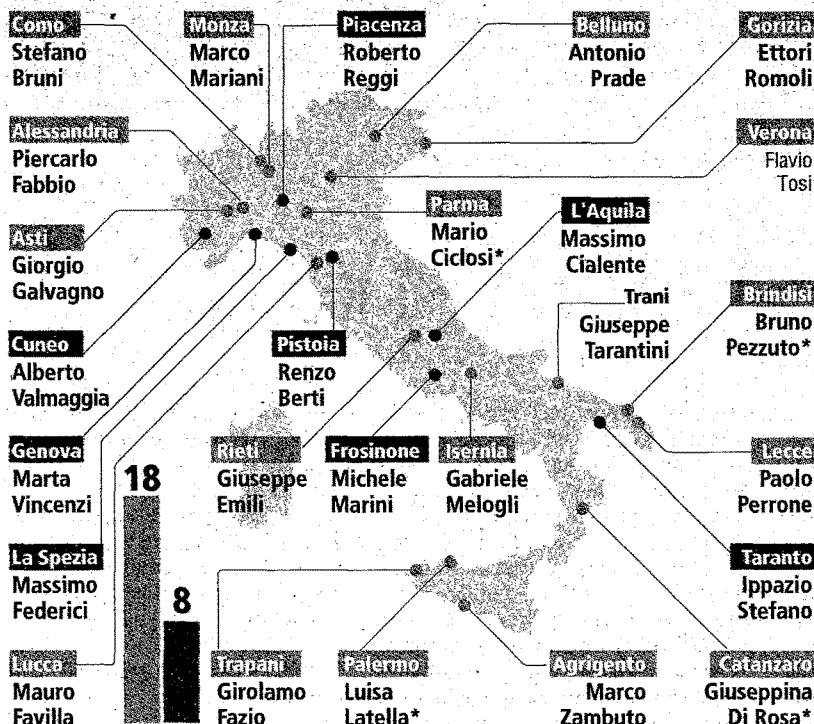 Como
Stefano
Bruni
Monza
Marco
Mariani
Piacenza
Roberto
Reggi
Belluno
Antonio
Prade
Gorizia
Ettori
Romoli
Alessandria
Piercarlo
Fabbio
Verona
Flavio
Tosi
Asti
Giorgio
Galvagno
Parma
Mario
Ciclosi*
L'Aquila
Massimo
Cialente
Trani
Giuseppe
Tarantini
Brindisi
Bruno
Pezzuto*
Cuneo
Alberto
Valmaggia
Pistoia
Renzo
Berti
Genova
Marta
Vincenzi
Rieti
Giuseppe
Emili
Frosinone
Michele
Marini
Isernia
Gabriele
Melogli
Lecce
Paolo
Perrone
18
8
La Spezia
Massimo
Federici
Taranto
Ippazio
Stefano
Lucca
Mauro
Favilla
Trapani
Girolamo
Fazio
Palermo
Luisa
Latella*
Agrigento
Marco
Zambuto
Catanzaro
Giuseppina
Di Rosa*